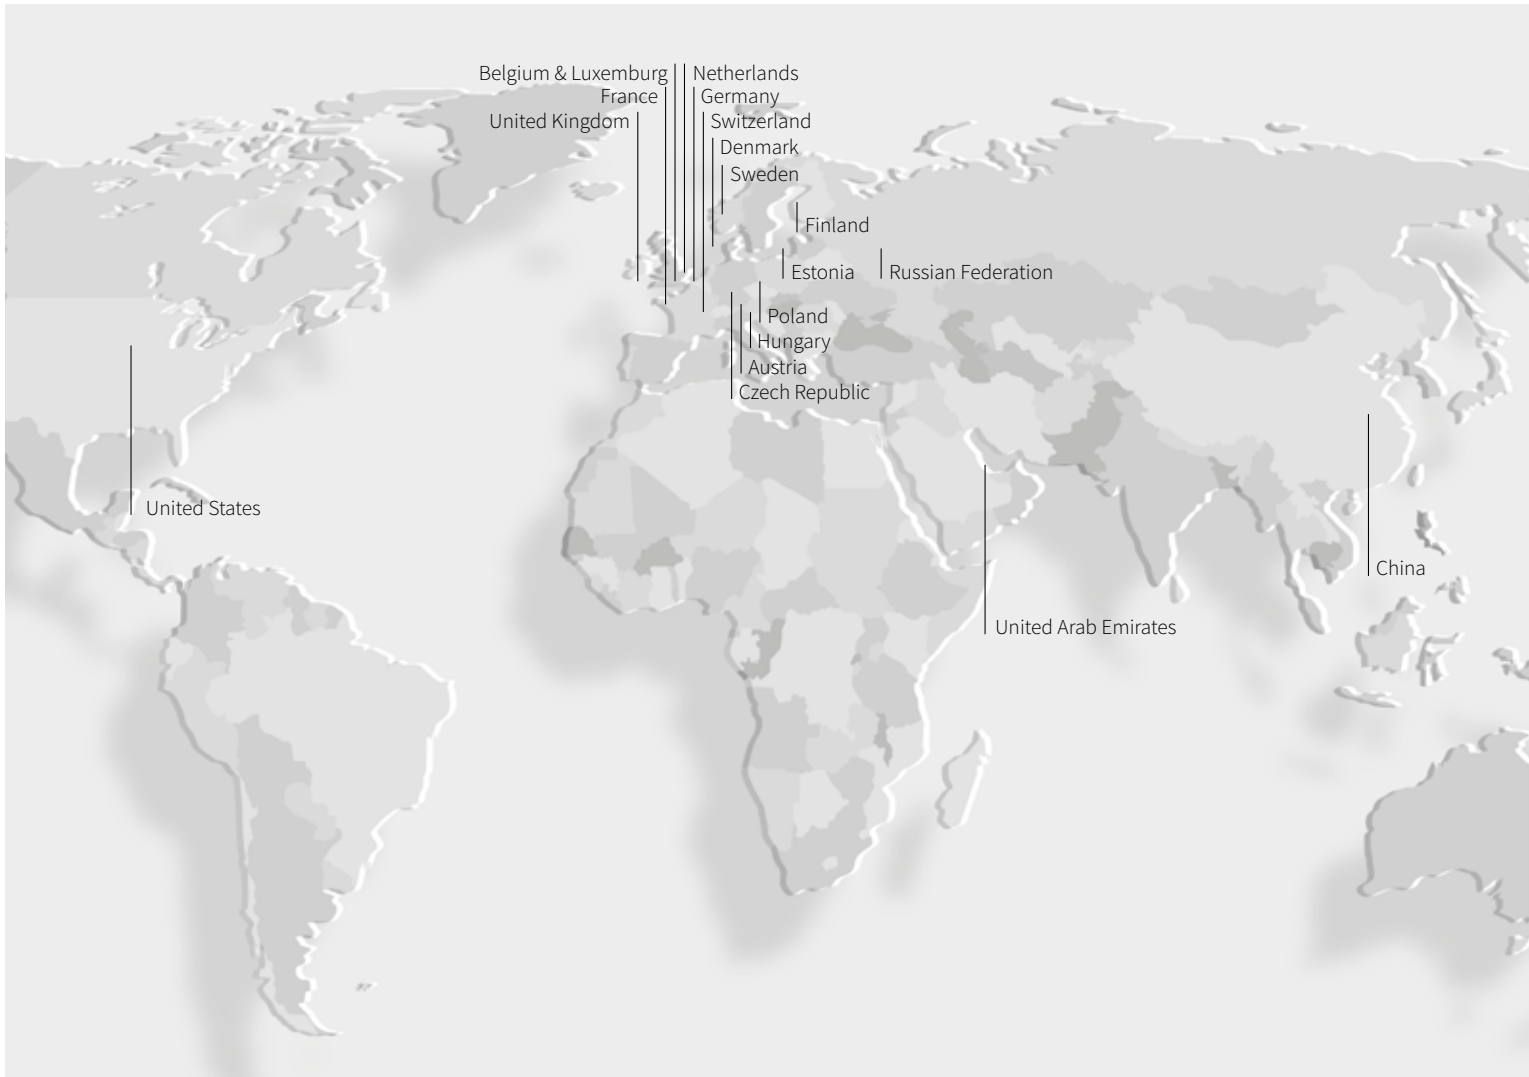 Belgium & Luxemburg
Netherlands
France
Germany
United Kingdom
Switzerland
Denmark
Sweden
Finland
Estonia
Russian Federation
Poland
Hungary
Austria
Czech Republic
United States
China
United Arab Emirates